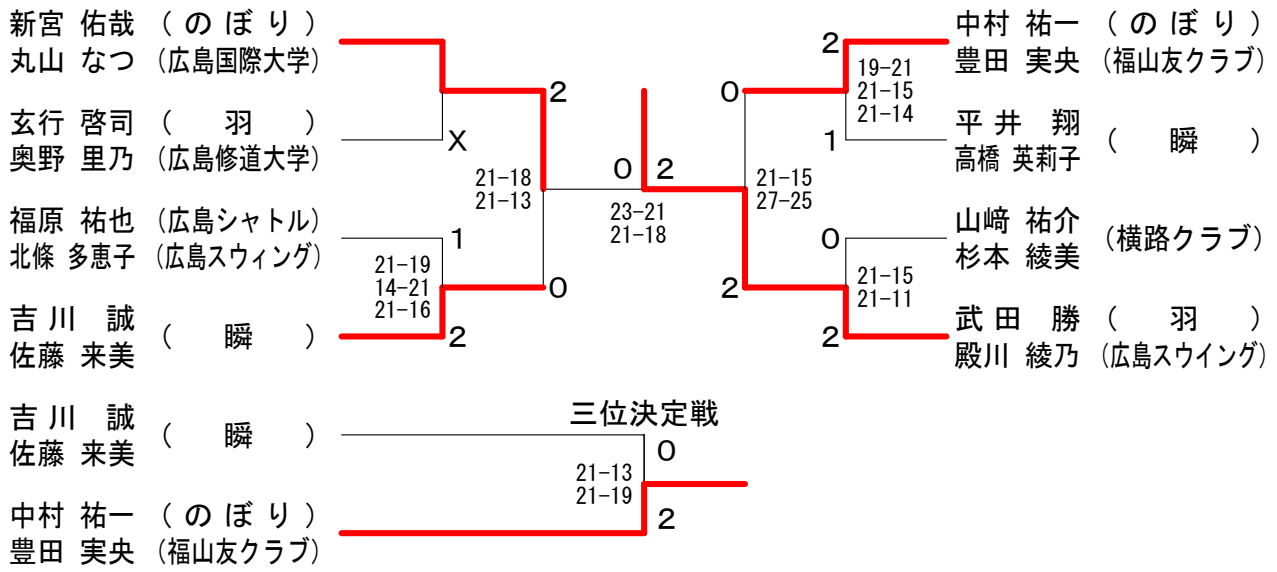 新宮 佑哉 (のぼり)
丸山 なつ (広島国際大学)
玄行 啓司 (羽)
奥野 里乃 (広島修道大学)
福原 祐也 (広島シャトル)
北條 多恵子 (広島スウィング)
吉川 誠
佐藤 来美
(瞬)
2
X
1
21-19
14-21
21-16
2
21-18
21-13
0
0
2
23-21
21-18
中村 祐一 (のぼり)
豊田 実央 (福山友クラブ)
平井 翔
高橋 英莉子
(瞬)
山﨑 祐介
杉本 綾美
(横路クラブ)
武田 勝 (羽)
殿川 綾乃 (広島スウイング)
2
19-21
21-15
21-14
1
0
21-15
27-25
0
21-15
21-11
2
2
三位決定戦
吉川 誠
佐藤 来美
(瞬)
0
21-13
21-19
2
中村 祐一 (のぼり)
豊田 実央 (福山友クラブ)